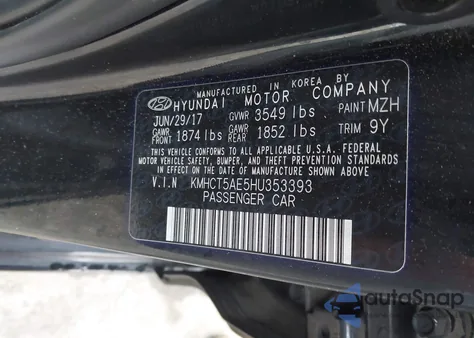 MANUFACTURED IN KOREA BY
HYUNDAI MOTOR COMPANY
JUN/29/17 GVWR 3549 lbs PAINT MZH
GAWR FRONT 1874 lbs GAWR REAR 1852 lbs TRIM 9Y
THIS VEHICLE CONFORMS TO ALL APPLICABLE U.S.A. FEDERAL
MOTOR VEHICLE SAFETY, BUMPER, AND THEFT PREVENTION STANDARDS
IN EFFECT ON THE DATE OF MANUFACTURE SHOWN ABOVE.
V.I.N KMHCT5AE5HU353393
PASSENGER CAR
autoSnap